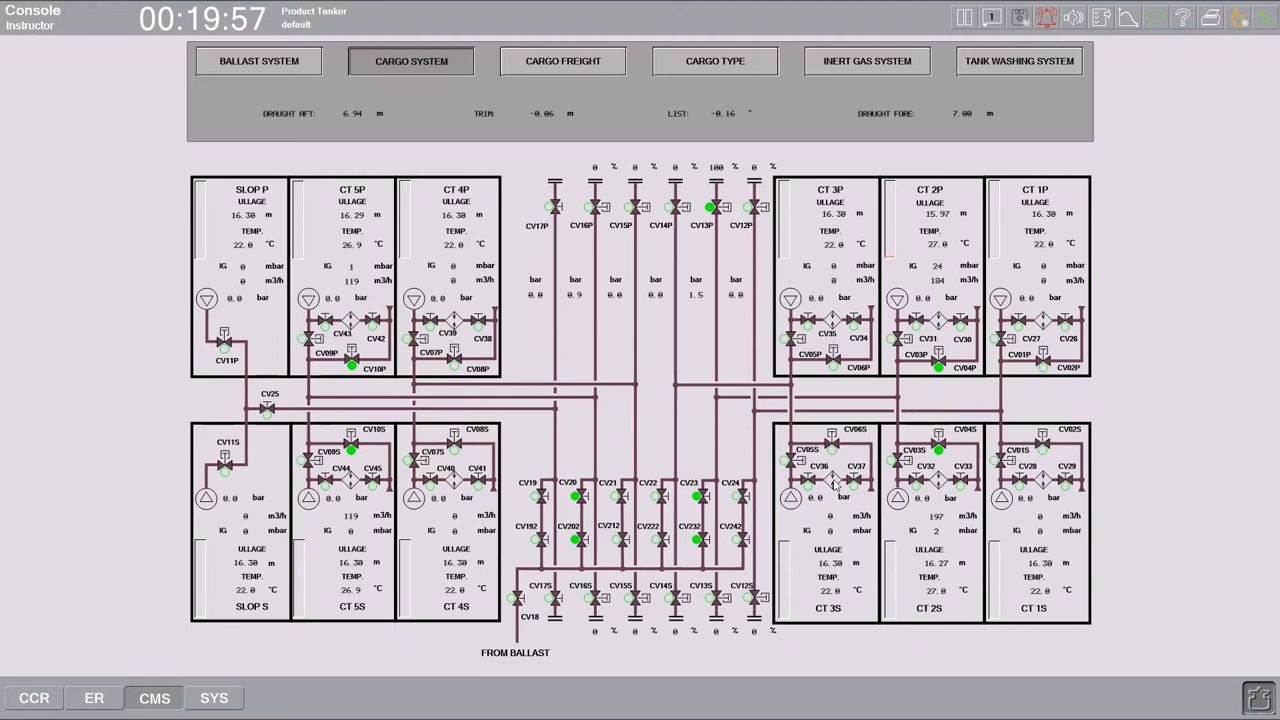 Console
Instructor
00:19:57
Product Tanker
default
1
BALLAST SYSTEM
CARGO SYSTEM
CARGO FREIGHT
CARGO TYPE
INERT GAS SYSTEM
TANK WASHING SYSTEM
DRAUGHT AFT: 6.94 m
TRIM: -0.06 m
LIST: -0.16 °
DRAUGHT FORE: 7.00 m
0 % 0 % 0 % 100 % 0 %
SLOP P
ULLAGE
16.30 m
TEMP.
22.0 °C
IG 0 mbar
0 m3/h
0.0 bar
CV11P
CT 5P
ULLAGE
16.29 m
TEMP.
26.9 °C
IG 1 mbar
119 m3/h
0.0 bar
CV43 CV42
CV09P
CV10P
CT 4P
ULLAGE
16.30 m
TEMP.
22.0 °C
IG 0 mbar
0 m3/h
0.0 bar
CV39 CV38
CV07P
CV08P
CV17P CV16P CV15P CV14P CV13P CV12P
bar bar bar bar bar bar
0.0 0.9 0.0 0.0 1.5 0.0
CT 3P
ULLAGE
16.30 m
TEMP.
22.0 °C
IG 0 mbar
0 m3/h
0.0 bar
CV35 CV34
CV05P
CV06P
CT 2P
ULLAGE
15.97 m
TEMP.
27.0 °C
IG 24 mbar
184 m3/h
0.0 bar
CV31 CV30
CV03P
CV04P
CT 1P
ULLAGE
16.30 m
TEMP.
22.0 °C
IG 0 mbar
0 m3/h
0.0 bar
CV27 CV26
CV01P
CV02P
CV25
CV11S
0.0 bar
0 m3/h
IG 0 mbar
ULLAGE
16.30 m
TEMP.
22.0 °C
SLOP S
CV10S
CV09S
CV44 CV45
0.0 bar
119 m3/h
IG 0 mbar
ULLAGE
16.30 m
TEMP.
26.9 °C
CT 5S
CV08S
CV07S
CV40 CV41
0.0 bar
0 m3/h
IG 0 mbar
ULLAGE
16.30 m
TEMP.
22.0 °C
CT 4S
CV19 CV20 CV21 CV22 CV23 CV24
CV192 CV202 CV212 CV222 CV232 CV242
CV17S CV16S CV15S CV14S CV13S CV12S
CV18
0 % 0 % 0 % 0 % 0 %
FROM BALLAST
CV06S
CV05S
CV36 CV37
0.0 bar
0 m3/h
IG 0 mbar
ULLAGE
16.30 m
TEMP.
22.0 °C
CT 3S
CV04S
CV03S
CV32 CV33
0.0 bar
197 m3/h
IG 2 mbar
ULLAGE
16.27 m
TEMP.
27.0 °C
CT 2S
CV02S
CV01S
CV28 CV29
0.0 bar
0 m3/h
IG 0 mbar
ULLAGE
16.30 m
TEMP.
22.0 °C
CT 1S
CCR
ER
CMS
SYS